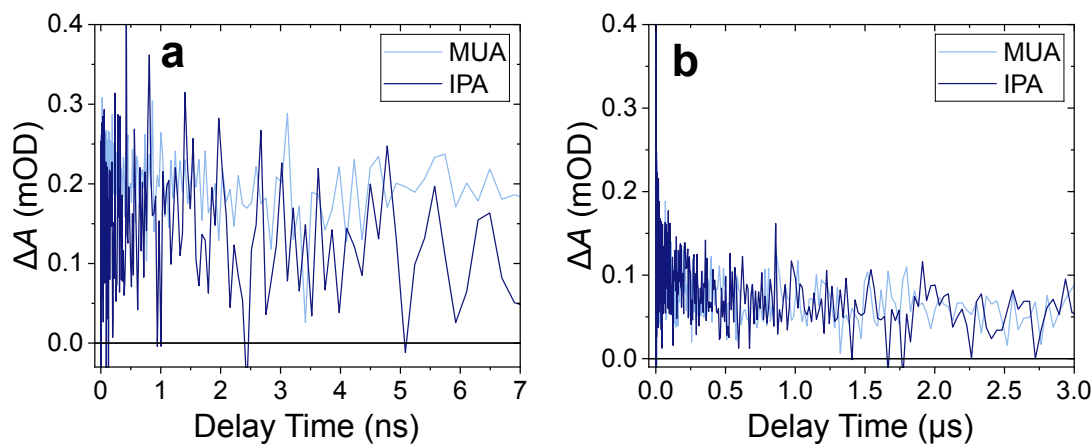 a
MUA
IPA
0.4
0.3
0.2
0.1
0.0
ΔA (mOD)
0 1 2 3 4 5 6 7
Delay Time (ns)
b
MUA
IPA
0.4
0.3
0.2
0.1
0.0
ΔA (mOD)
0.0 0.5 1.0 1.5 2.0 2.5 3.0
Delay Time (μs)